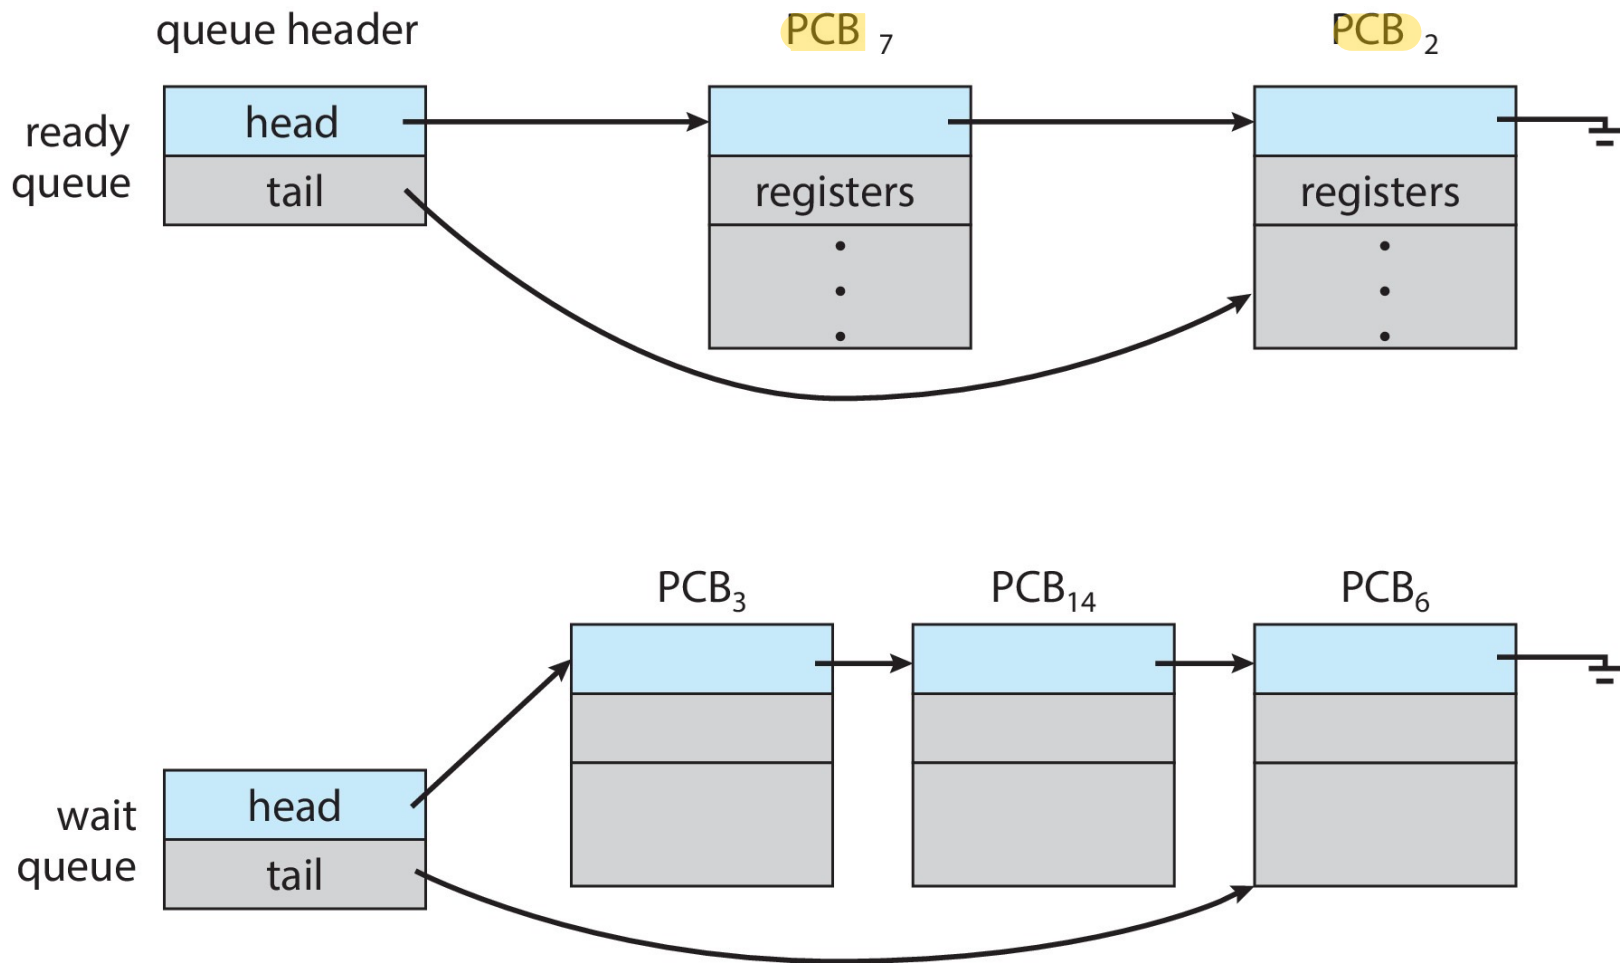 queue header PCB 7 PCB 2
ready
queue
head
tail
registers
registers
PCB3 PCB14 PCB6
wait
queue
head
tail